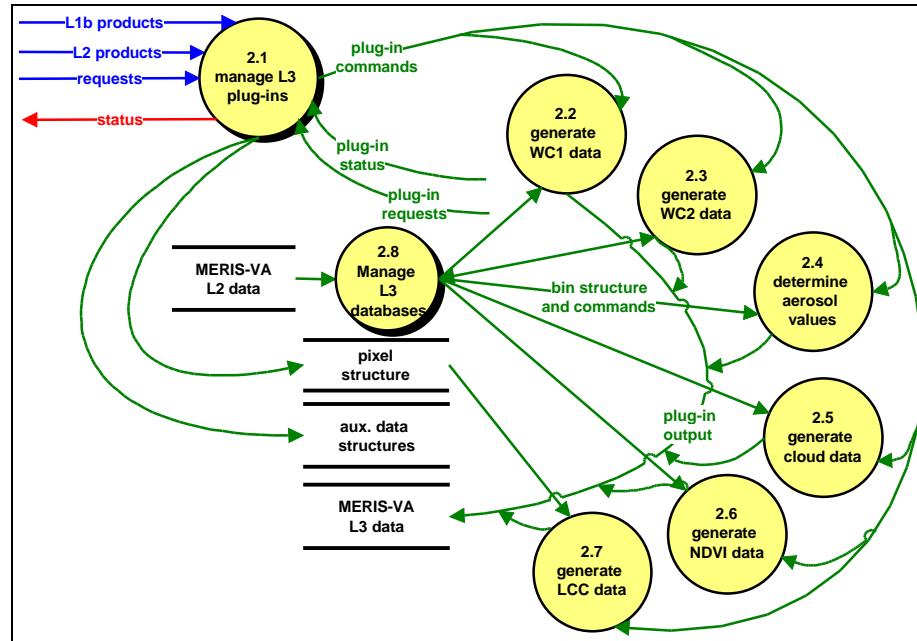 L1b products
L2 products
requests
status
2.1
manage L3
plug-ins
plug-in
commands
2.2
generate
WC1 data
plug-in
status
2.3
generate
WC2 data
plug-in
requests
MERIS-VA
L2 data
2.8
Manage
L3
databases
bin structure
and commands
2.4
determine
aerosol
values
pixel
structure
aux. data
structures
plug-in
output
2.5
generate
cloud data
MERIS-VA
L3 data
2.6
generate
NDVI data
2.7
generate
LCC data